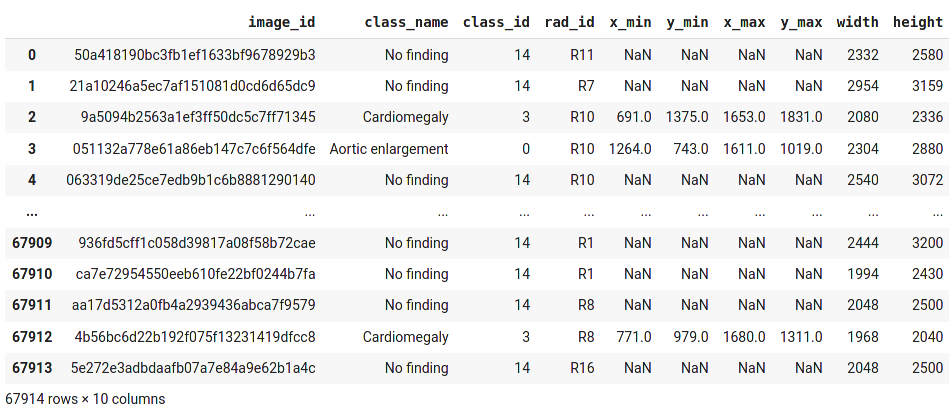 image_id class_name class_id rad_id x_min y_min x_max y_max width height
0 50a418190bc3fb1ef1633bf9678929b3 No finding 14 R11 NaN NaN NaN NaN 2332 2580
1 21a10246a5ec7af151081d0cd6d65dc9 No finding 14 R7 NaN NaN NaN NaN 2954 3159
2 9a5094b2563a1ef3ff50dc5c7ff71345 Cardiomegaly 3 R10 691.0 1375.0 1653.0 1831.0 2080 2336
3 051132a778e61a86eb147c7c6f564dfe Aortic enlargement 0 R10 1264.0 743.0 1611.0 1019.0 2304 2880
4 063319de25ce7edb9b1c6b8881290140 No finding 14 R10 NaN NaN NaN NaN 2540 3072
... ... ... ... ... ... ... ... ... ... ...
67909 936fd5cff1c058d39817a08f58b72cae No finding 14 R1 NaN NaN NaN NaN 2444 3200
67910 ca7e72954550eeb610fe22bf0244b7fa No finding 14 R1 NaN NaN NaN NaN 1994 2430
67911 aa17d5312a0fb4a2939436abca7f9579 No finding 14 R8 NaN NaN NaN NaN 2048 2500
67912 4b56bc6d22b192f075f13231419dfcc8 Cardiomegaly 3 R8 771.0 979.0 1680.0 1311.0 1968 2040
67913 5e272e3adbdaafb07a7e84a9e62b1a4c No finding 14 R16 NaN NaN NaN NaN 2048 2500
67914 rows × 10 columns